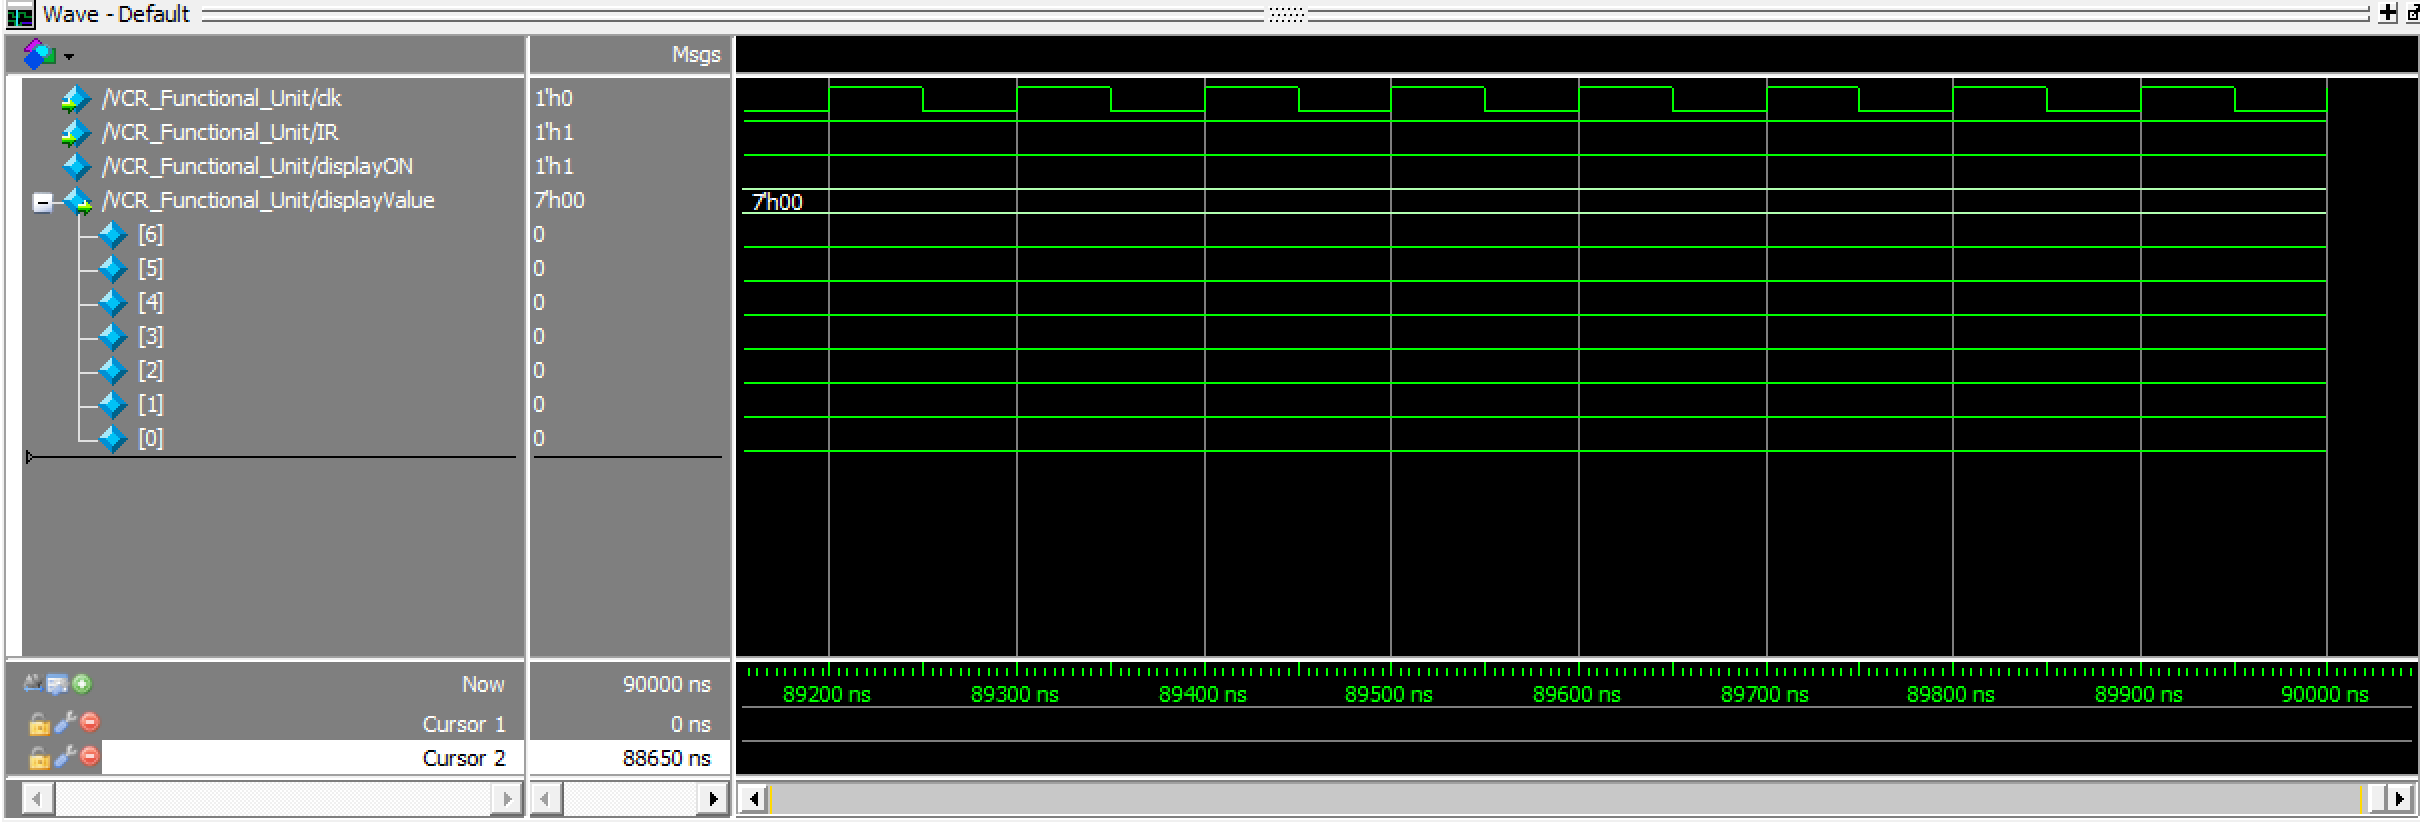 Wave - Default
Msgs
/VCR_Functional_Unit/clk 1'h0
/VCR_Functional_Unit/IR 1'h1
/VCR_Functional_Unit/displayON 1'h1
/VCR_Functional_Unit/displayValue 7'h00 7'h00
[6] 0
[5] 0
[4] 0
[3] 0
[2] 0
[1] 0
[0] 0
Now 90000 ns
89200 ns 89300 ns 89400 ns 89500 ns 89600 ns 89700 ns 89800 ns 89900 ns 90000 ns
Cursor 1 0 ns
Cursor 2 88650 ns